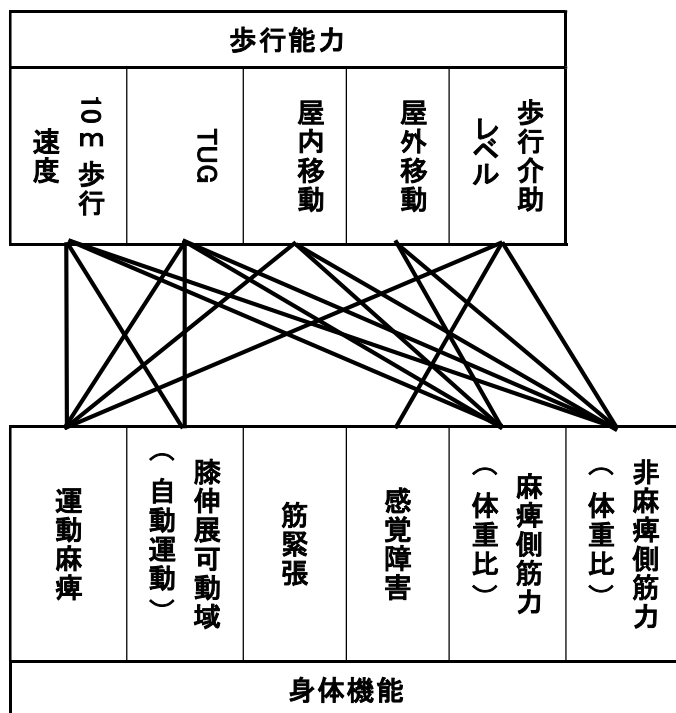 歩行能力
10m歩行
速度
TUG
屋内移動
屋外移動
歩行介助
レベル
運動麻痺
膝伸展可動域
（自動運動）
筋緊張
感覚障害
麻痺側筋力
（体重比）
非麻痺側筋力
（体重比）
身体機能